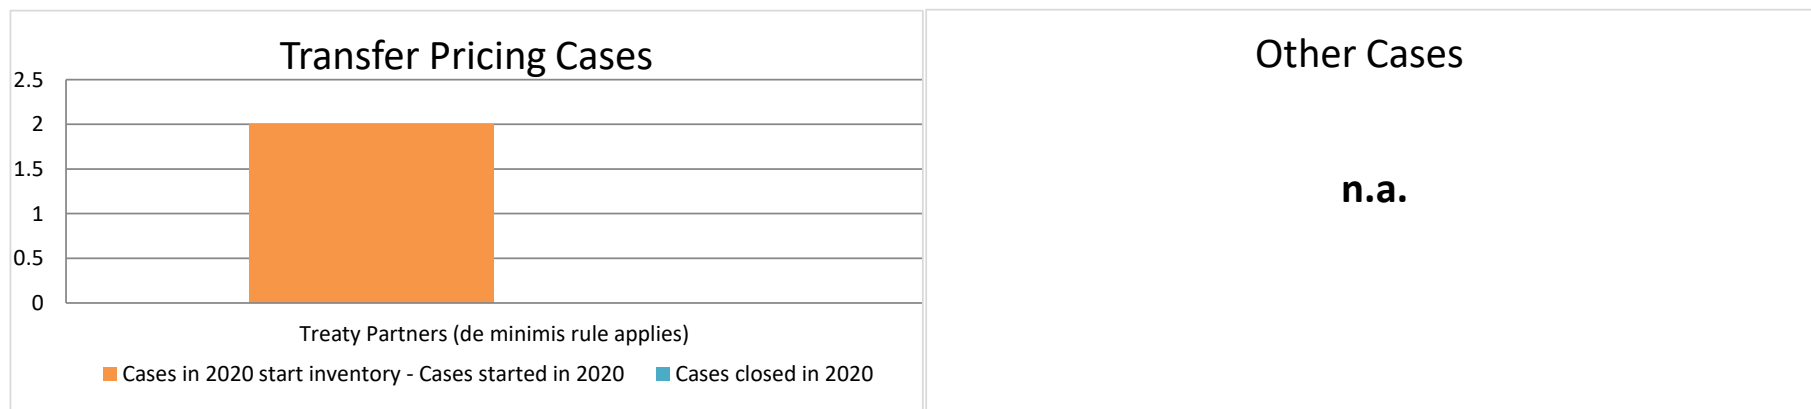 Transfer Pricing Cases
2.5
2
1.5
1
0.5
0
Treaty Partners (de minimis rule applies)
Cases in 2020 start inventory - Cases started in 2020
Cases closed in 2020
Other Cases
n.a.